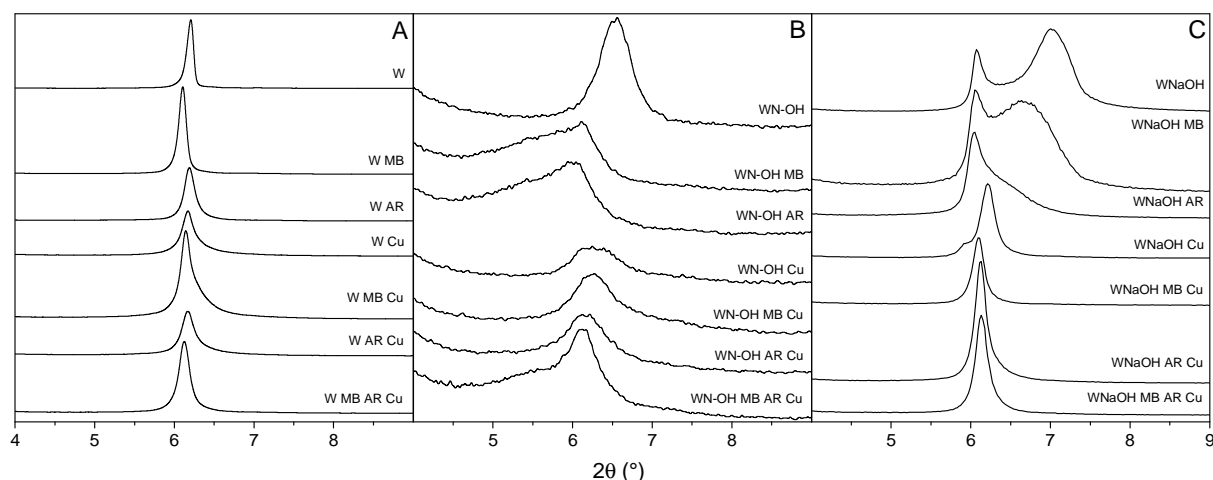 A
W
W MB
W AR
W Cu
W MB Cu
W AR Cu
W MB AR Cu
4 5 6 7 8
B
WN-OH
WN-OH MB
WN-OH AR
WN-OH Cu
WN-OH MB Cu
WN-OH AR Cu
WN-OH MB AR Cu
5 6 7 8
C
WNaOH
WNaOH MB
WNaOH AR
WNaOH Cu
WNaOH MB Cu
WNaOH AR Cu
WNaOH MB AR Cu
5 6 7 8 9
2θ (°)